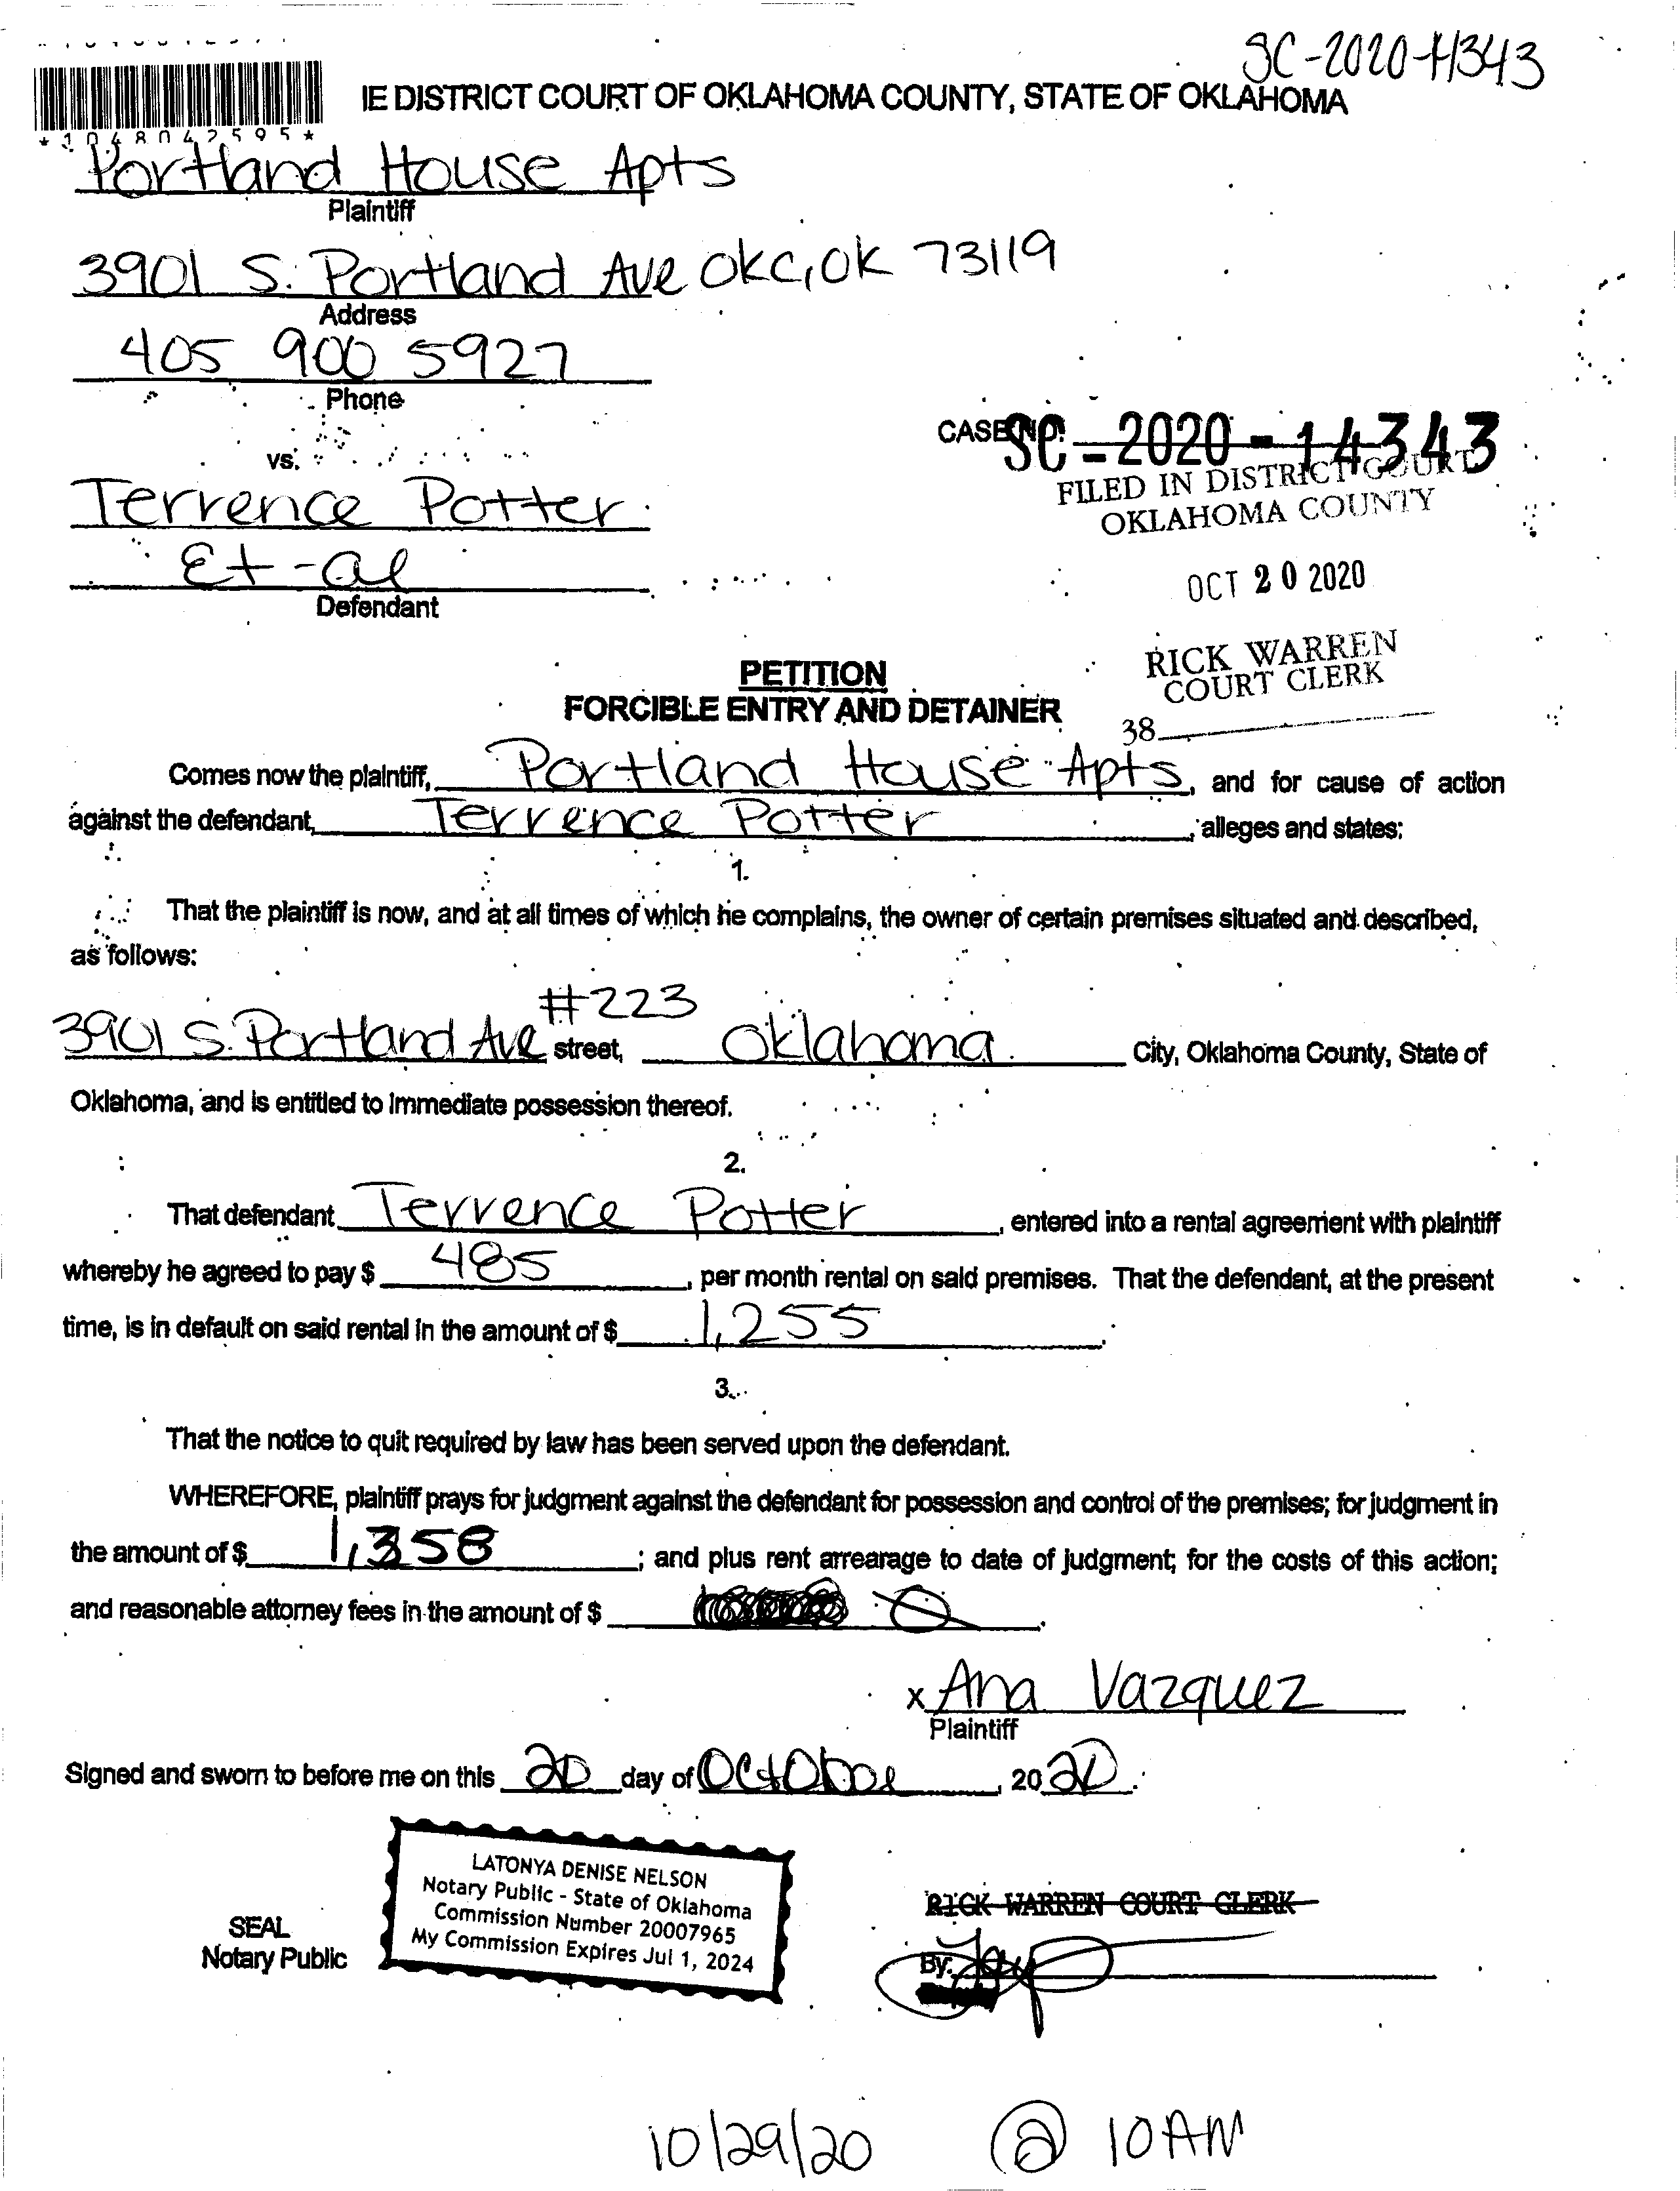 SC-2020-14343
IE DISTRICT COURT OF OKLAHOMA COUNTY, STATE OF OKLAHOMA
*1048042595*
Portland House Apts
Plaintiff
3901 S. Portland Ave OKC, OK 73119
Address
405 900 5927
Phone
CASE NO. SC-2020-14343
vs.
FILED IN DISTRICT COURT
OKLAHOMA COUNTY
Terrence Potter
Et-al
Defendant
OCT 20 2020
RICK WARREN
COURT CLERK
38
PETITION
FORCIBLE ENTRY AND DETAINER
Comes now the plaintiff, Portland House Apts, and for cause of action
against the defendant, Terrence Potter, alleges and states:
1.
That the plaintiff is now, and at all times of which he complains, the owner of certain premises situated and described,
as follows:
#223
3901 S. Portland Ave street, Oklahoma City, Oklahoma County, State of
Oklahoma, and is entitled to immediate possession thereof.
2.
That defendant Terrence Potter, entered into a rental agreement with plaintiff
whereby he agreed to pay $ 485, per month rental on said premises. That the defendant, at the present
time, is in default on said rental in the amount of $ 1,255.
3.
That the notice to quit required by law has been served upon the defendant.
WHEREFORE, plaintiff prays for judgment against the defendant for possession and control of the premises; for judgment in
the amount of $ 1,358; and plus rent arrearage to date of judgment; for the costs of this action;
and reasonable attorney fees in the amount of $ 0.
x Ana Vazquez
Plaintiff
Signed and sworn to before me on this 20 day of October, 2020.
LATONYA DENISE NELSON
Notary Public - State of Oklahoma
Commission Number 20007965
My Commission Expires Jul 1, 2024
SEAL
Notary Public
RICK WARREN COURT CLERK
By:
10/29/20 @ 10AM